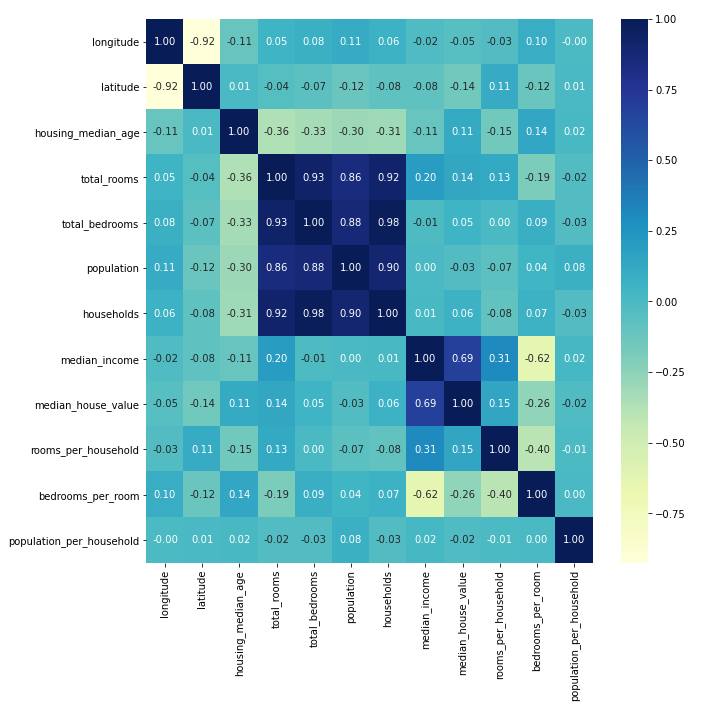 longitude 1.00 -0.92 -0.11 0.05 0.08 0.11 0.06 -0.02 -0.05 -0.03 0.10 -0.00
latitude -0.92 1.00 0.01 -0.04 -0.07 -0.12 -0.08 -0.08 -0.14 0.11 -0.12 0.01
housing_median_age -0.11 0.01 1.00 -0.36 -0.33 -0.30 -0.31 -0.11 0.11 -0.15 0.14 0.02
total_rooms 0.05 -0.04 -0.36 1.00 0.93 0.86 0.92 0.20 0.14 0.13 -0.19 -0.02
total_bedrooms 0.08 -0.07 -0.33 0.93 1.00 0.88 0.98 -0.01 0.05 0.00 0.09 -0.03
population 0.11 -0.12 -0.30 0.86 0.88 1.00 0.90 0.00 -0.03 -0.07 0.04 0.08
households 0.06 -0.08 -0.31 0.92 0.98 0.90 1.00 0.01 0.06 -0.08 0.07 -0.03
median_income -0.02 -0.08 -0.11 0.20 -0.01 0.00 0.01 1.00 0.69 0.31 -0.62 0.02
median_house_value -0.05 -0.14 0.11 0.14 0.05 -0.03 0.06 0.69 1.00 0.15 -0.26 -0.02
rooms_per_household -0.03 0.11 -0.15 0.13 0.00 -0.07 -0.08 0.31 0.15 1.00 -0.40 -0.01
bedrooms_per_room 0.10 -0.12 0.14 -0.19 0.09 0.04 0.07 -0.62 -0.26 -0.40 1.00 0.00
population_per_household -0.00 0.01 0.02 -0.02 -0.03 0.08 -0.03 0.02 -0.02 -0.01 0.00 1.00
longitude
latitude
housing_median_age
total_rooms
total_bedrooms
population
households
median_income
median_house_value
rooms_per_household
bedrooms_per_room
population_per_household
1.00
0.75
0.50
0.25
0.00
-0.25
-0.50
-0.75